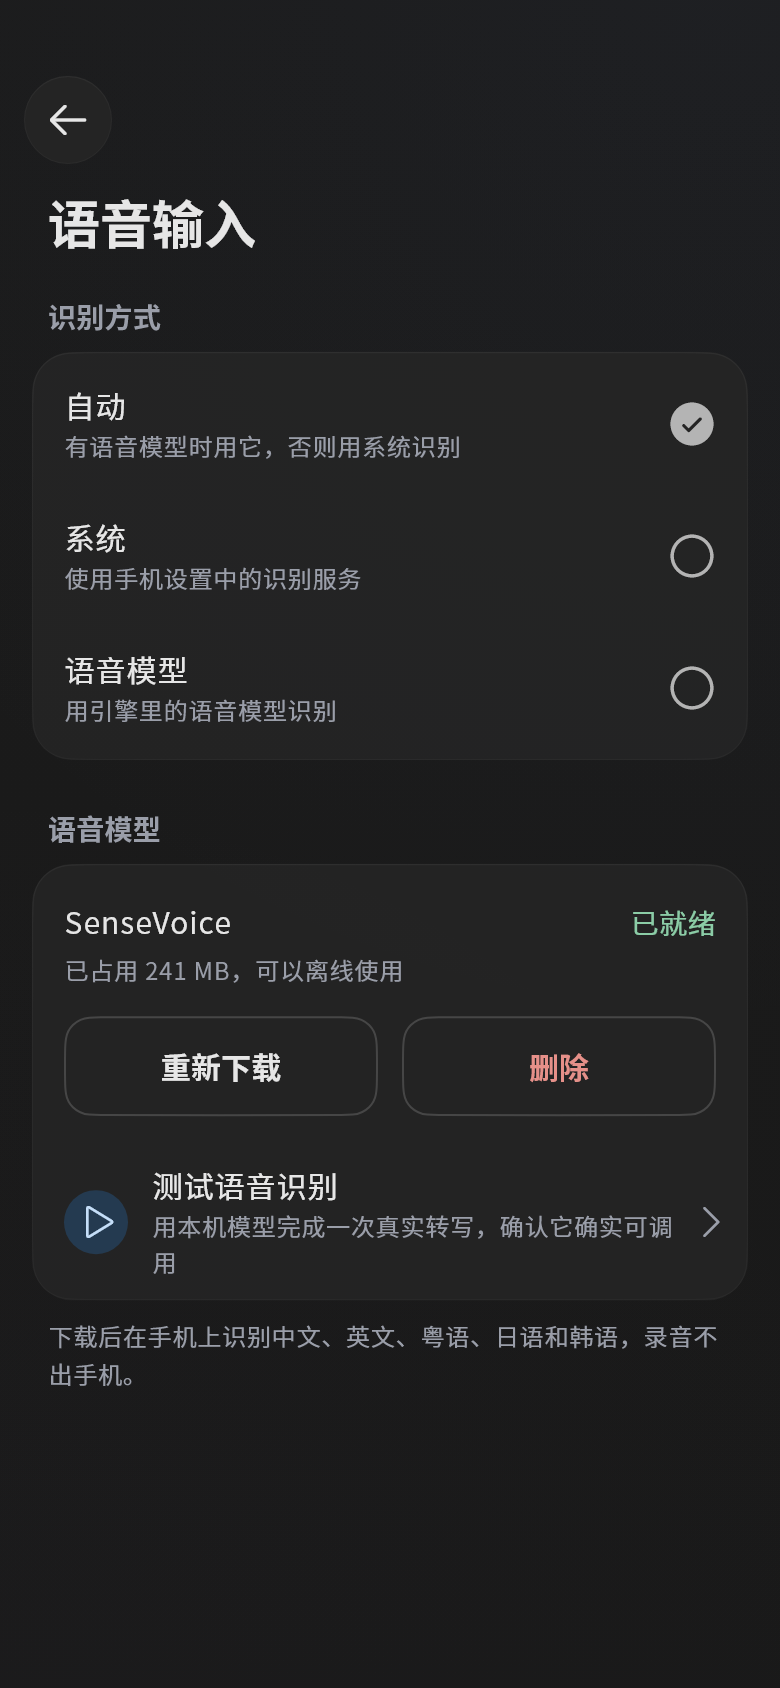 语音输入
识别方式
自动
有语音模型时用它，否则用系统识别
系统
使用手机设置中的识别服务
语音模型
用引擎里的语音模型识别
语音模型
SenseVoice
已就绪
已占用 241 MB，可以离线使用
重新下载
删除
测试语音识别
用本机模型完成一次真实转写，确认它确实可调
用
下载后在手机上识别中文、英文、粤语、日语和韩语，录音不
出手机。